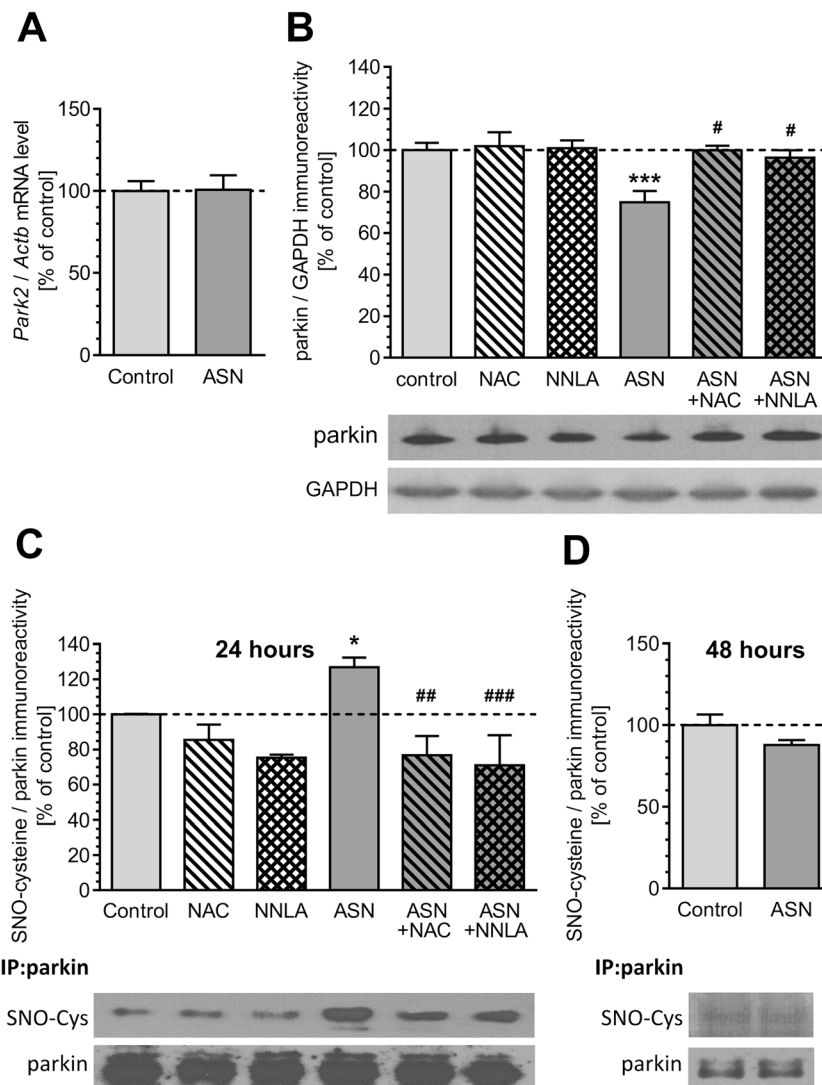 A
Park2 / Actb mRNA level
[% of control]
150
100
50
0
Control ASN
B
parkin / GAPDH immunoreactivity
[% of control]
140
120
100
80
60
40
20
0
***
#
#
control NAC NNLA ASN ASN ASN
+NAC +NNLA
parkin
GAPDH
C
SNO-cysteine / parkin immunoreactivity
[% of control]
24 hours
140
120
100
80
60
40
20
0
*
##
###
Control NAC NNLA ASN ASN ASN
+NAC +NNLA
IP:parkin
SNO-Cys
parkin
D
SNO-cysteine / parkin immunoreactivity
[% of control]
48 hours
150
100
50
0
Control ASN
IP:parkin
SNO-Cys
parkin